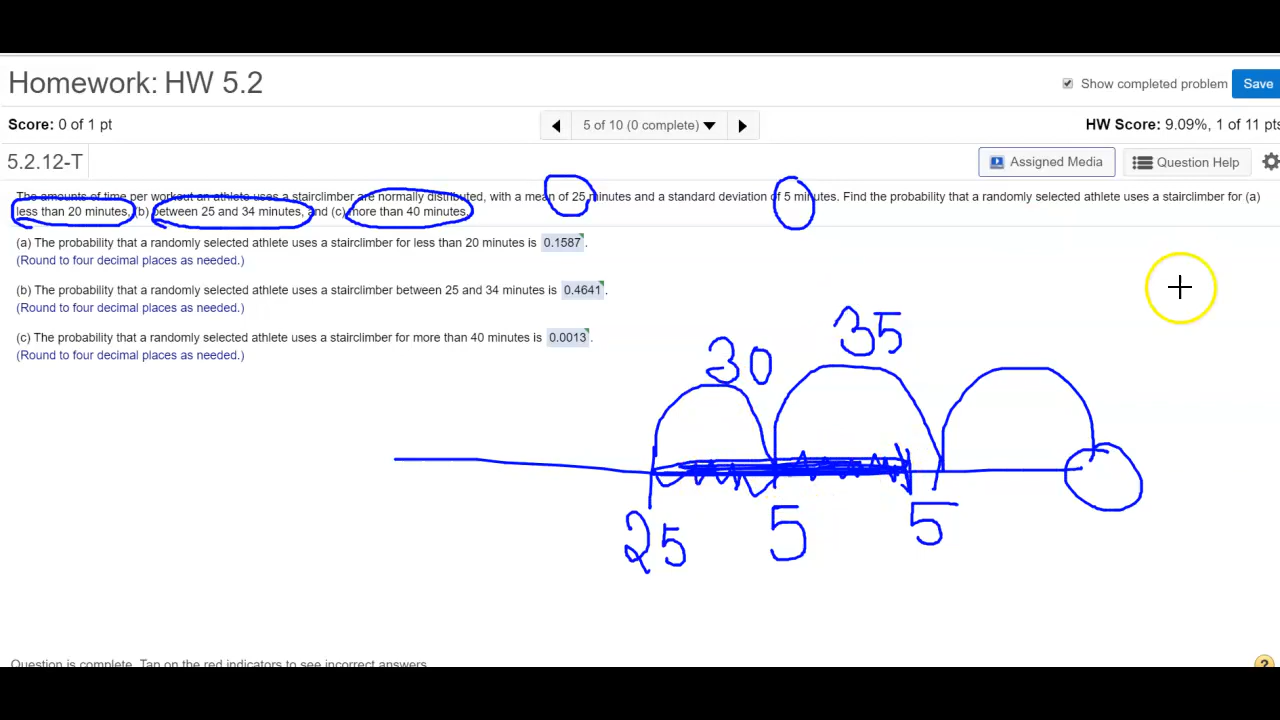 Homework: HW 5.2
Show completed problem
Save
Score: 0 of 1 pt
5 of 10 (0 complete)
HW Score: 9.09%, 1 of 11 pts
5.2.12-T
Assigned Media
Question Help
The amounts of time per workout an athlete uses a stairclimber are normally distributed, with a mean of 25 minutes and a standard deviation of 5 minutes. Find the probability that a randomly selected athlete uses a stairclimber for (a)
less than 20 minutes, (b) between 25 and 34 minutes, and (c) more than 40 minutes.
(a) The probability that a randomly selected athlete uses a stairclimber for less than 20 minutes is 0.1587.
(Round to four decimal places as needed.)
(b) The probability that a randomly selected athlete uses a stairclimber between 25 and 34 minutes is 0.4641.
(Round to four decimal places as needed.)
(c) The probability that a randomly selected athlete uses a stairclimber for more than 40 minutes is 0.0013.
(Round to four decimal places as needed.)
30 35
25 5 5
Question is complete. Tap on the red indicators to see incorrect answers.
?